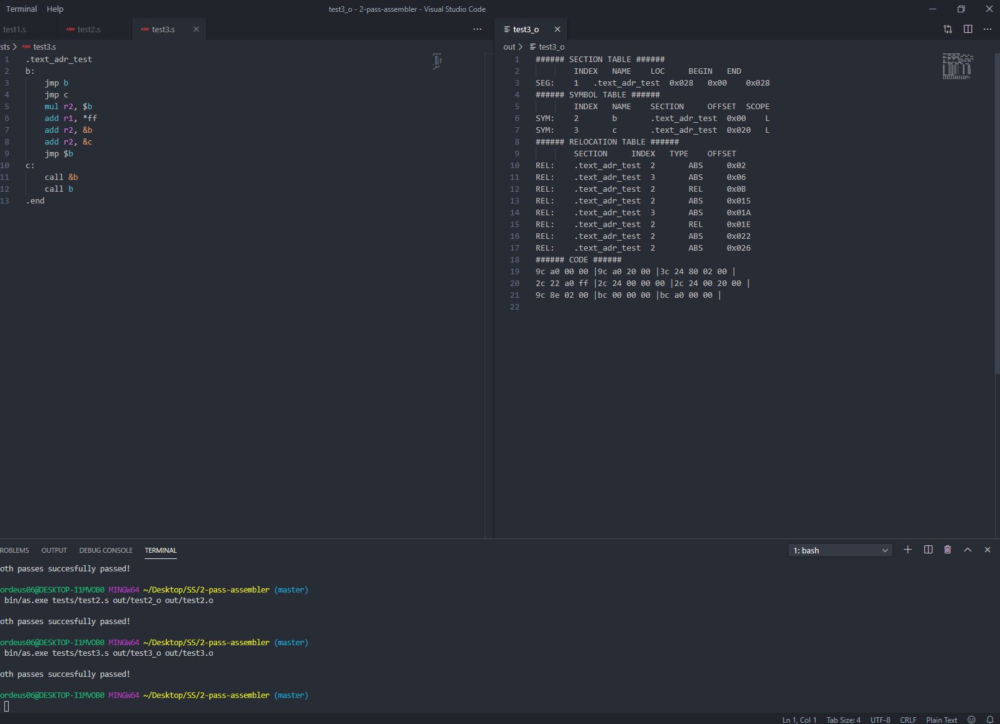 Terminal Help
test3_o - 2-pass-assembler - Visual Studio Code
test1.s
ASM test2.s
ASM test3.s
test3_o
sts > ASM test3.s
out > test3_o
1 .text_adr_test
2 b:
3 jmp b
4 jmp c
5 mul r2, $b
6 add r1, *ff
7 add r2, &b
8 add r2, &c
9 jmp $b
10 c:
11 call &b
12 call b
13 .end
1 ###### SECTION TABLE ######
2 INDEX NAME LOC BEGIN END
3 SEG: 1 .text_adr_test 0x028 0x00 0x028
4 ###### SYMBOL TABLE ######
5 INDEX NAME SECTION OFFSET SCOPE
6 SYM: 2 b .text_adr_test 0x00 L
7 SYM: 3 c .text_adr_test 0x020 L
8 ###### RELOCATION TABLE ######
9 SECTION INDEX TYPE OFFSET
10 REL: .text_adr_test 2 ABS 0x02
11 REL: .text_adr_test 3 ABS 0x06
12 REL: .text_adr_test 2 REL 0x0B
13 REL: .text_adr_test 2 ABS 0x015
14 REL: .text_adr_test 3 ABS 0x01A
15 REL: .text_adr_test 2 REL 0x01E
16 REL: .text_adr_test 2 ABS 0x022
17 REL: .text_adr_test 2 ABS 0x026
18 ###### CODE ######
19 9c a0 00 00 |9c a0 20 00 |3c 24 80 02 00 |
20 2c 22 a0 ff |2c 24 00 00 00 |2c 24 00 20 00 |
21 9c 8e 02 00 |bc 00 00 00 |bc a0 00 00 |
22
ROBLEMS OUTPUT DEBUG CONSOLE TERMINAL
1: bash
oth passes succesfully passed!
ordeus06@DESKTOP-I1MVOB0 MINGW64 ~/Desktop/SS/2-pass-assembler (master)
bin/as.exe tests/test2.s out/test2_o out/test2.o
oth passes succesfully passed!
ordeus06@DESKTOP-I1MVOB0 MINGW64 ~/Desktop/SS/2-pass-assembler (master)
bin/as.exe tests/test3.s out/test3_o out/test3.o
oth passes succesfully passed!
ordeus06@DESKTOP-I1MVOB0 MINGW64 ~/Desktop/SS/2-pass-assembler (master)
Ln 1, Col 1 Tab Size: 4 UTF-8 CRLF Plain Text